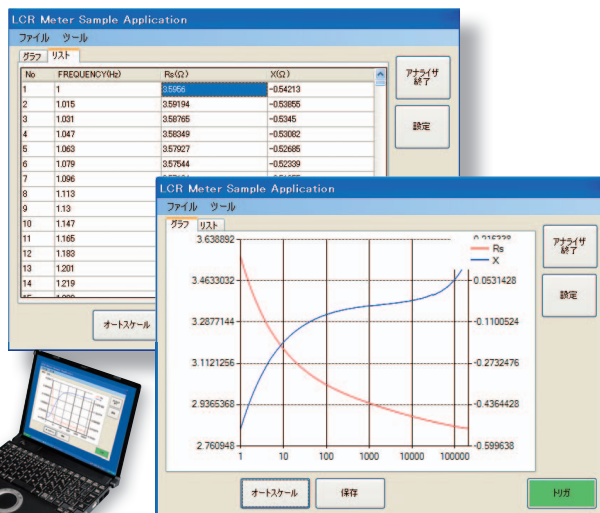 LCR Meter Sample Application
ファイル ツール
グラフ リスト
No FREQUENCY(Hz) Rs(Ω) X(Ω)
1 1 3.5956 -0.54213
2 1.015 3.59194 -0.53855
3 1.031 3.58765 -0.5345
4 1.047 3.58349 -0.53082
5 1.063 3.57927 -0.52685
6 1.079 3.57544 -0.52339
7 1.096
8 1.113
9 1.13
10 1.147
11 1.165
12 1.183
13 1.201
14 1.219
アナライザ
終了
設定
オートスケール
LCR Meter Sample Application
ファイル ツール
グラフ リスト
3.638892
3.4633032
3.2877144
3.1121256
2.9365368
2.760948
1 10 100 1000 10000 100000
Rs
X
0.0531428
-0.1100524
-0.2732476
-0.4364428
-0.599638
アナライザ
終了
設定
オートスケール
保存
トリガ